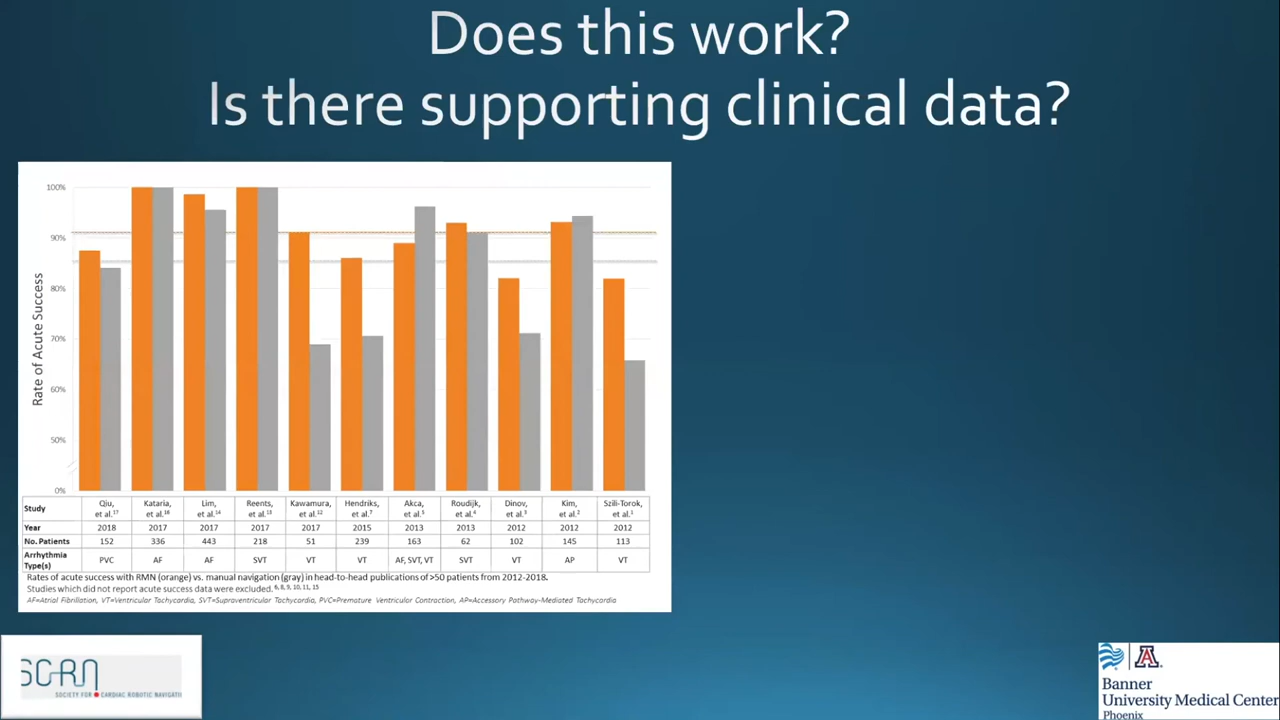 Does this work?
Is there supporting clinical data?
100%
90%
80%
70%
60%
50%
0%
Rate of Acute Success
Study Qiu, et al.17 Kataria, et al.16 Lim, et al.14 Reents, et al.13 Kawamura, et al.12 Hendriks, et al.7 Akca, et al.5 Roudijk, et al.4 Dinov, et al.3 Kim, et al.2 Szili-Torok, et al.1
Year 2018 2017 2017 2017 2017 2015 2013 2013 2012 2012 2012
No. Patients 152 336 443 218 51 239 163 62 102 145 113
Arrhythmia Type(s) PVC AF AF SVT VT VT AF, SVT, VT SVT VT AP VT
Rates of acute success with RMN (orange) vs. manual navigation (gray) in head-to-head publications of >50 patients from 2012-2018.
Studies which did not report acute success data were excluded. 6, 8, 9, 10, 11, 15
AF=Atrial Fibrillation, VT=Ventricular Tachycardia, SVT=Supraventricular Tachycardia, PVC=Premature Ventricular Contraction, AP=Accessory Pathway-Mediated Tachycardia
SCRN
SOCIETY FOR CARDIAC ROBOTIC NAVIGATI
A
Banner
University Medical Center
Phoenix